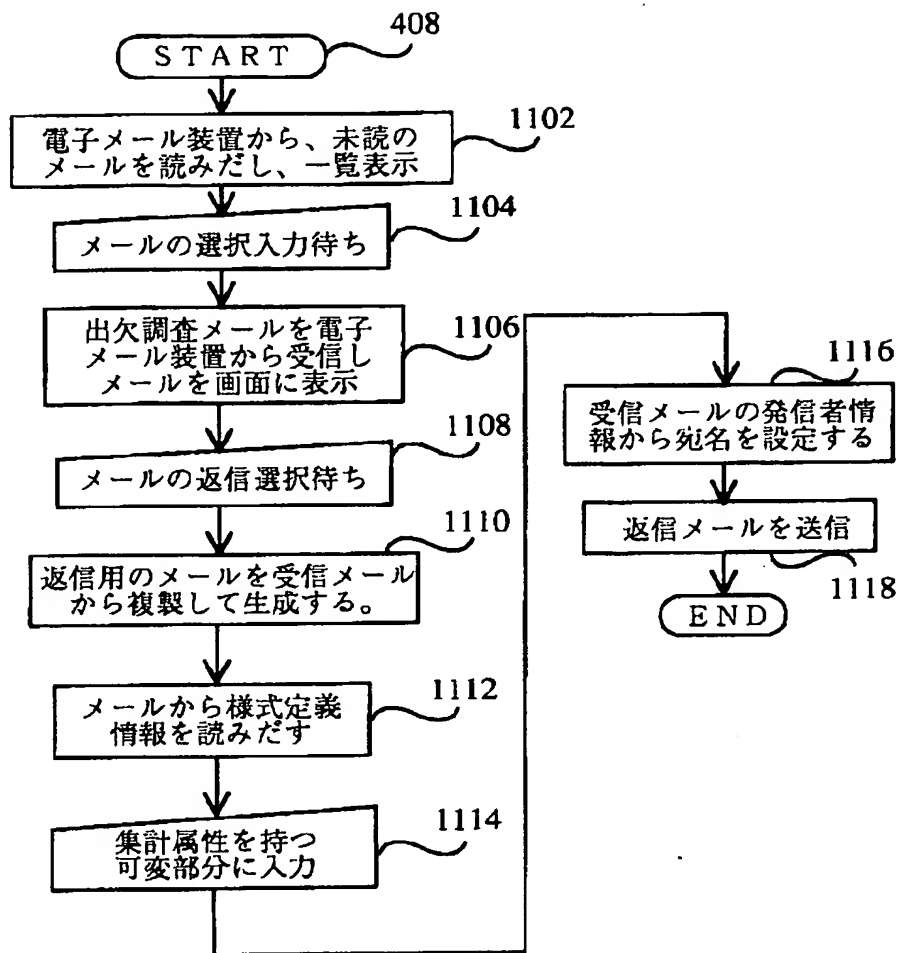 408
START
1102
電子メール装置から、未読の
メールを読みだし、一覧表示
1104
メールの選択入力待ち
1106
出欠調査メールを電子
メール装置から受信し
メールを画面に表示
1108
メールの返信選択待ち
1110
返信用のメールを受信メール
から複製して生成する。
1112
メールから様式定義
情報を読みだす
1114
集計属性を持つ
可変部分に入力
1116
受信メールの発信者情
報から宛名を設定する
返信メールを送信
1118
END